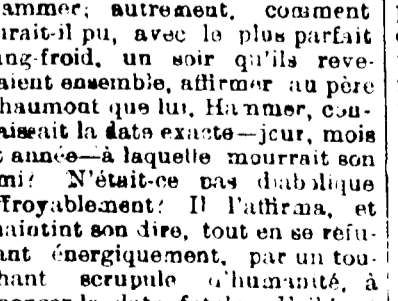 ammer; autrement, comment
urait-il pu, avec le plus parfait
ng-froid, un soir qu'ils reve-
aient ensemble, affirmer au père
haumont que lui, Hammer, con-
aissait la date exacte—jour, mois
t année—à laquelle mourrait son
mi? N'était-ce pas diabolique
ffroyablement? Il l'affirma, et
aintint son dire, tout en se refu-
ant énergiquement, par un tou-
hant scrupule d'humanité, à